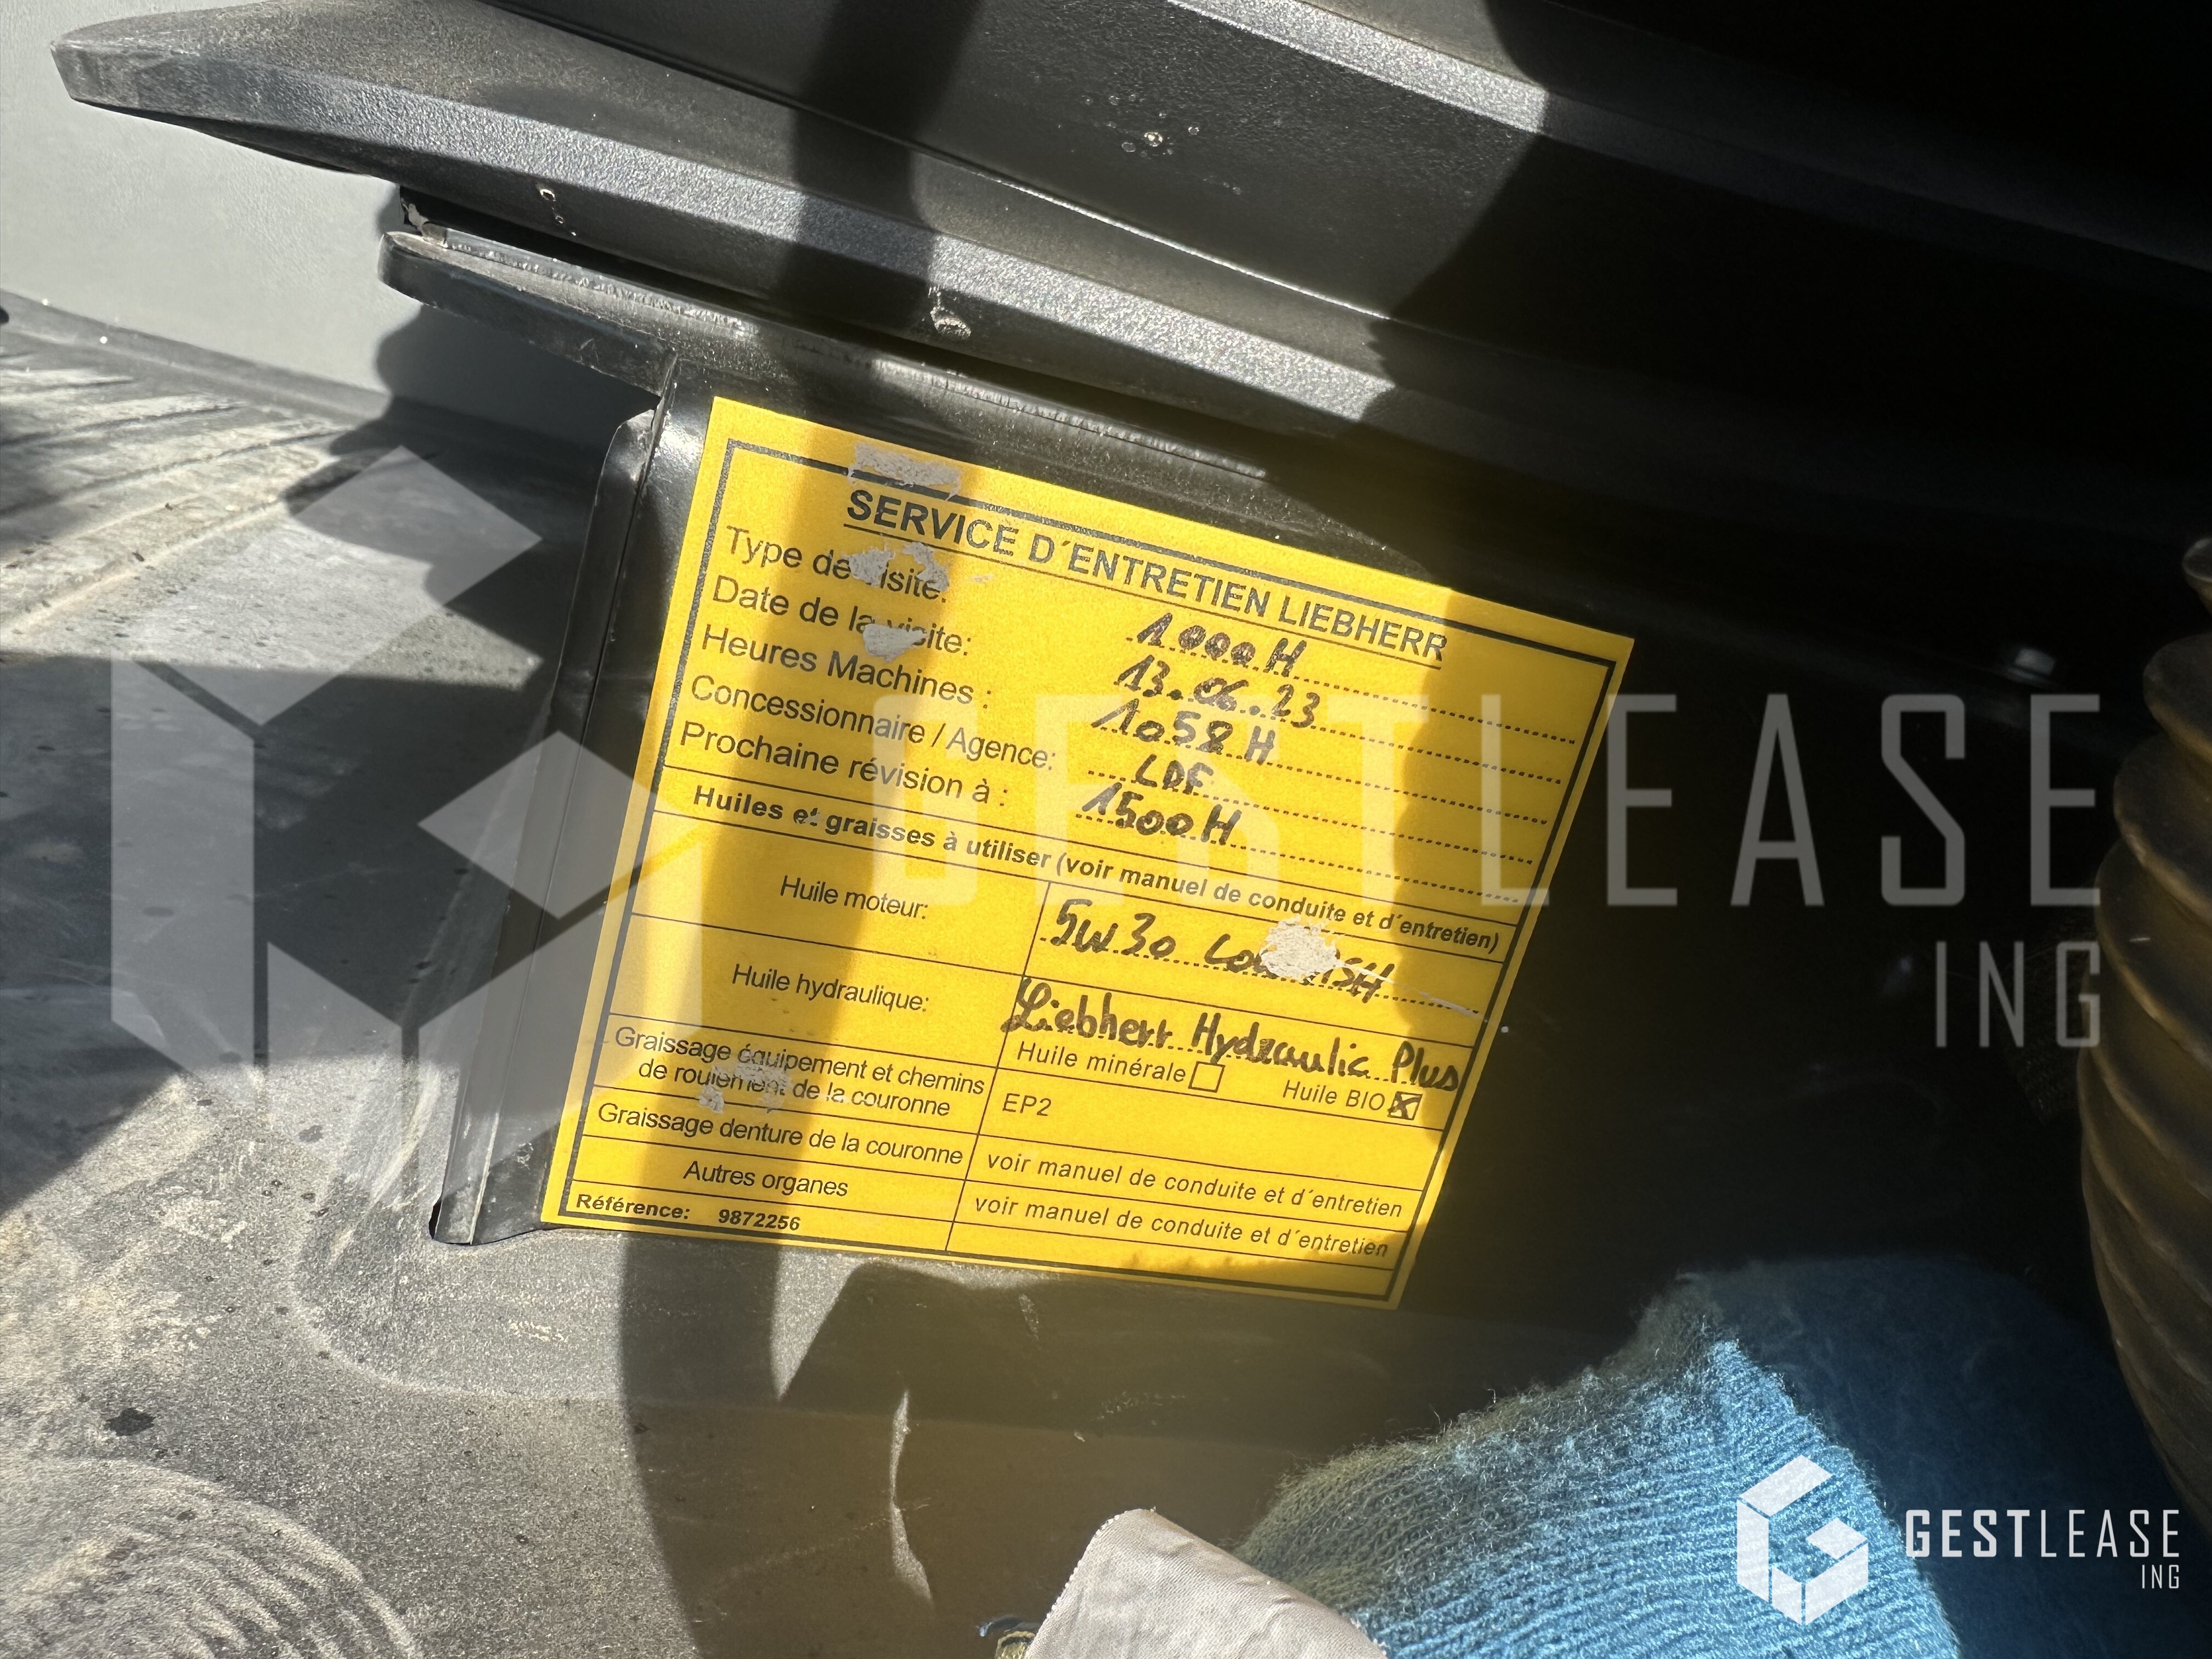 SERVICE D´ENTRETIEN LIEBHERR
Type de visite: 1000H
Date de la visite: 13.06.23
Heures Machines : 1058 H
Concessionnaire / Agence: LDF
Prochaine révision à : 1500H
Huiles et graisses à utiliser (voir manuel de conduite et d´entretien)
Huile moteur: 5W30 Low ASH
Huile hydraulique: Liebherr Hydraulic Plus
Huile minérale Huile BIO
Graissage équipement et chemins
de roulement de la couronne
EP2
Graissage denture de la couronne voir manuel de conduite et d´entretien
Autres organes voir manuel de conduite et d´entretien
Référence: 9872256
GESTLEASE
ING
GESTLEASE
ING